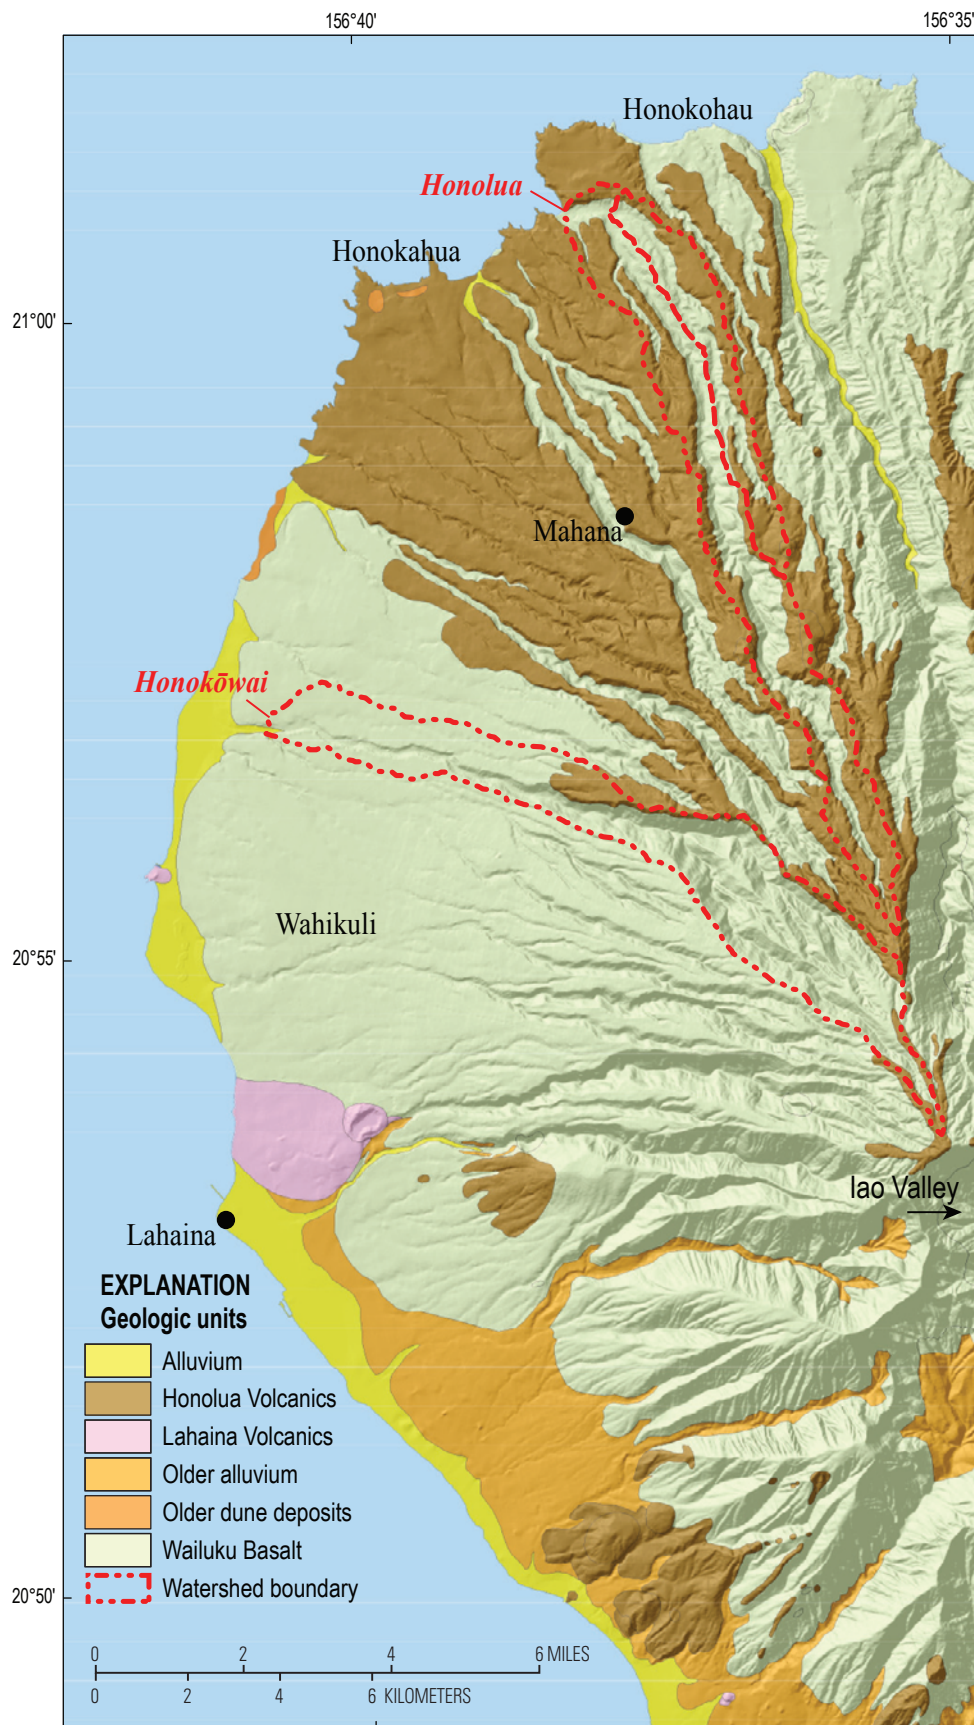 156°40'
156°35'
Honokohau
Honolua
Honokahua
21°00'
Mahana
Honokōwai
Wahikuli
20°55'
Iao Valley
Lahaina
EXPLANATION
Geologic units
Alluvium
Honolua Volcanics
Lahaina Volcanics
Older alluvium
Older dune deposits
Wailuku Basalt
Watershed boundary
20°50'
0 2 4 6 MILES
0 2 4 6 KILOMETERS